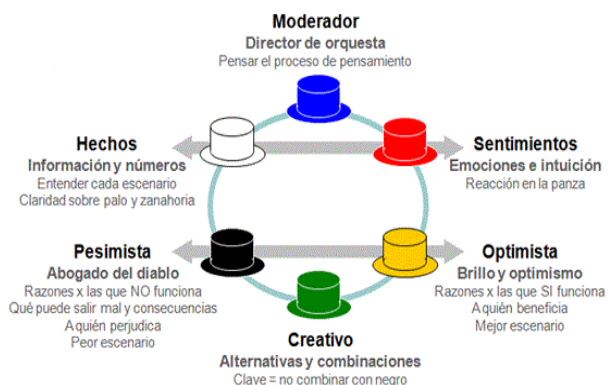 Moderador
Director de orquesta
Pensar el proceso de pensamiento
Hechos
Información y números
Entender cada escenario
Claridad sobre palo y zanahoria
Sentimientos
Emociones e intuición
Reacción en la panza
Pesimista
Abogado del diablo
Razones x las que NO funciona
Qué puede salir mal y consecuencias
A quién perjudica
Peor escenario
Optimista
Brillo y optimismo
Razones x las que SI funciona
A quién beneficia
Mejor escenario
Creativo
Alternativas y combinaciones
Clave = no combinar con negro